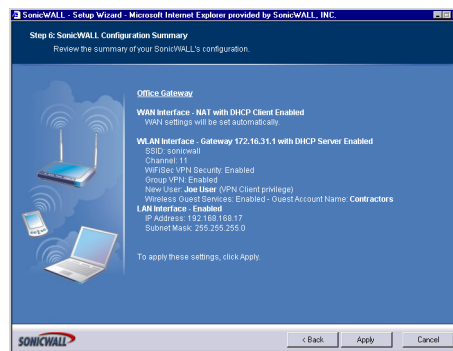 SonicWALL - Setup Wizard - Microsoft Internet Explorer provided by SonicWALL, INC.
Step 6: SonicWALL Configuration Summary
Review the summary of your SonicWALL's configuration.
Office Gateway
WAN Interface - NAT with DHCP Client Enabled
WAN settings will be set automatically.
WLAN Interface - Gateway 172.16.31.1 with DHCP Server Enabled
SSID: sonicwall
Channel: 11
WiFiSec VPN Security: Enabled
Group VPN: Enabled
New User: Joe User (VPN Client privilege)
Wireless Guest Services: Enabled - Guest Account Name: Contractors
LAN Interface - Enabled
IP Address: 192.168.168.17
Subnet Mask: 255.255.255.0
To apply these settings, click Apply.
SONICWALL
< Back
Apply
Cancel